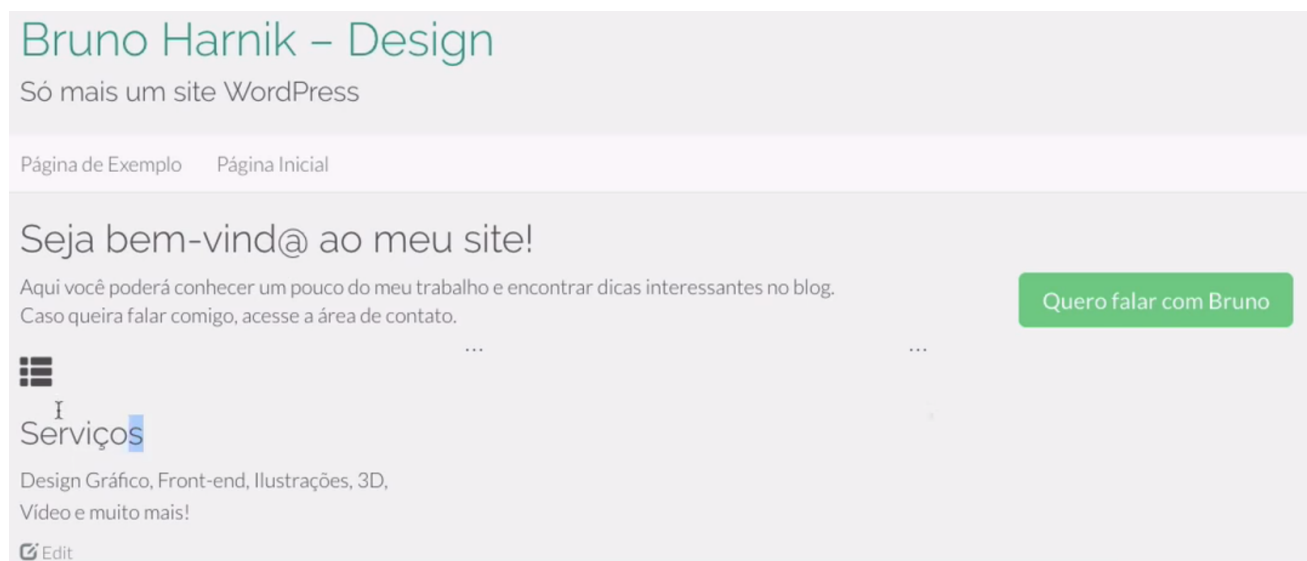 Bruno Harnik – Design
Só mais um site WordPress
Página de Exemplo Página Inicial
Seja bem-vind@ ao meu site!
Aqui você poderá conhecer um pouco do meu trabalho e encontrar dicas interessantes no blog.
Caso queira falar comigo, acesse a área de contato.
Quero falar com Bruno
... ...
Serviços
Design Gráfico, Front-end, Ilustrações, 3D,
Vídeo e muito mais!
Edit